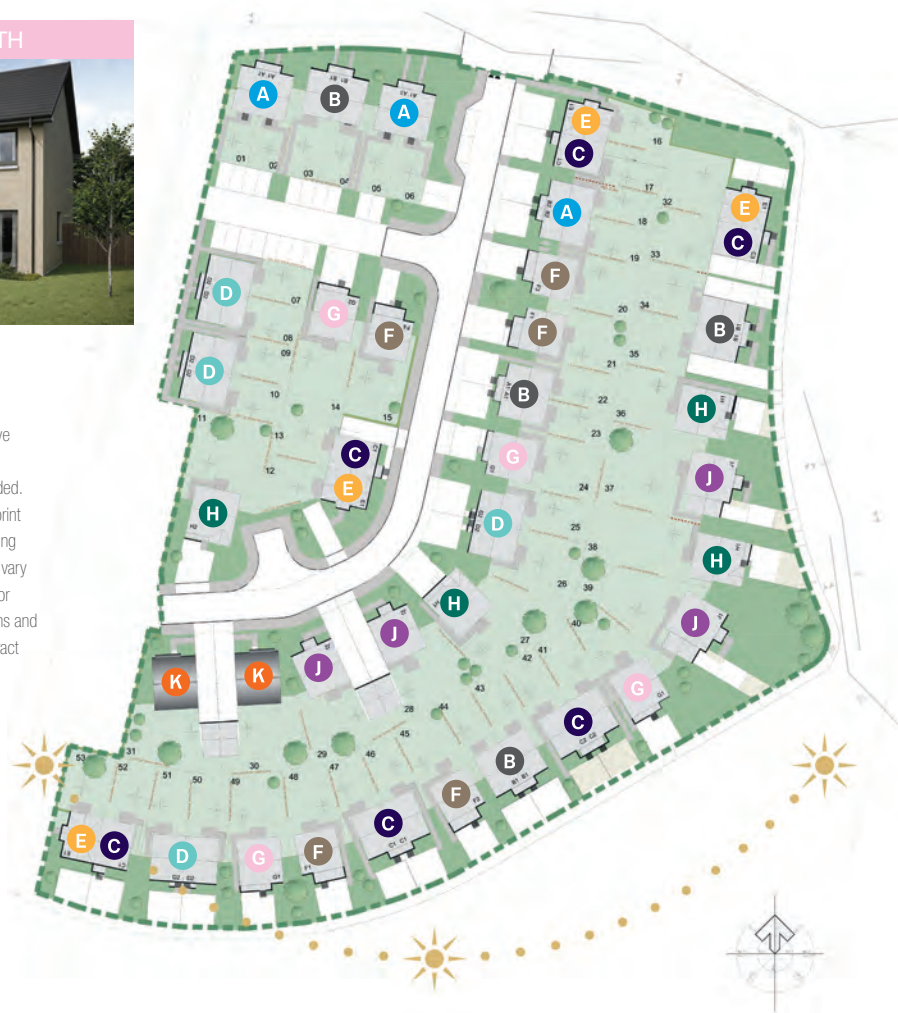 TH
ve
ded.
print
ing
vary
or
ns and
act
A
B
A
01
02
03
04
05
06
E
C
16
17
A
18
32
E
C
F
19
33
D
07
G
F
F
20
34
B
08
09
35
21
D
10
B
22
36
H
11
14
15
13
23
12
C
E
G
24
37
J
H
D
25
38
H
26
39
H
40
J
J
J
27
41
42
K
K
43
G
28
44
C
45
31
53
52
51
50
49
30
48
29
47
46
B
F
C
E
C
D
G
F